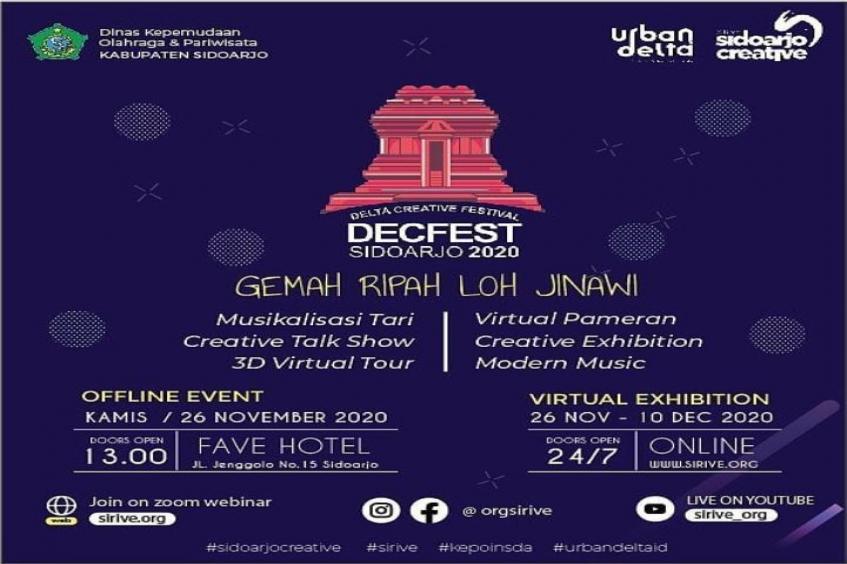 Dinas Kepemudaan
Olahraga & Pariwisata
KABUPATEN SIDOARJO
urban
delta
sidoarjo
creative
DELTA CREATIVE FESTIVAL
DECFEST
SIDOARJO 2020
GEMAH RIPAH LOH JINAWI
Musikalisasi Tari
Creative Talk Show
3D Virtual Tour
Virtual Pameran
Creative Exhibition
Modern Music
OFFLINE EVENT
KAMIS / 26 NOVEMBER 2020
DOORS OPEN
13.00
FAVE HOTEL
JL. Jenggolo No.15 Sidoarjo
VIRTUAL EXHIBITION
26 NOV - 10 DEC 2020
DOORS OPEN
24/7
ONLINE
WWW.SIRIVE.ORG
web
Join on zoom webinar
sirive.org
@ orgsirive
LIVE ON YOUTUBE
sirive_org
#sidoarjocreative #sirive #kepoinsda #urbandeltaid